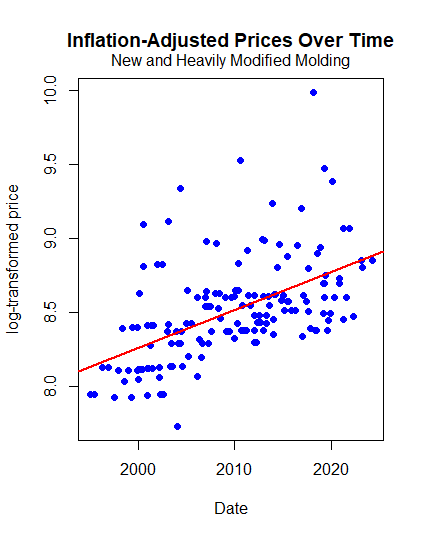 Inflation-Adjusted Prices Over Time
New and Heavily Modified Molding
log-transformed price
10.0
9.5
9.0
8.5
8.0
2000 2010 2020
Date